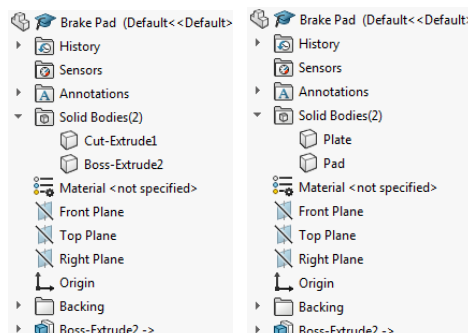 Brake Pad (Default<<Default>
History
Sensors
Annotations
Solid Bodies(2)
Cut-Extrude1
Boss-Extrude2
Material <not specified>
Front Plane
Top Plane
Right Plane
Origin
Backing
Boss-Extrude2 ->
Brake Pad (Default<<Default>
History
Sensors
Annotations
Solid Bodies(2)
Plate
Pad
Material <not specified>
Front Plane
Top Plane
Right Plane
Origin
Backing
Boss-Extrude2 ->